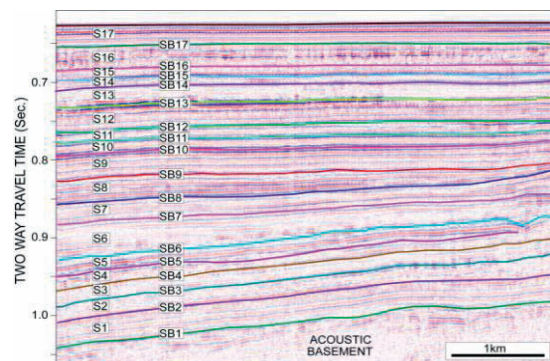 TWO WAY TRAVEL TIME (Sec.)
0.7
0.8
0.9
1.0
S17
SB17
S16
SB16
S15
SB15
S14
SB14
S13
SB13
S12
SB12
S11
SB11
S10
SB10
S9
SB9
S8
SB8
S7
SB7
S6
SB6
S5
SB5
S4
SB4
S3
SB3
S2
SB2
S1
SB1
ACOUSTIC
BASEMENT
1km